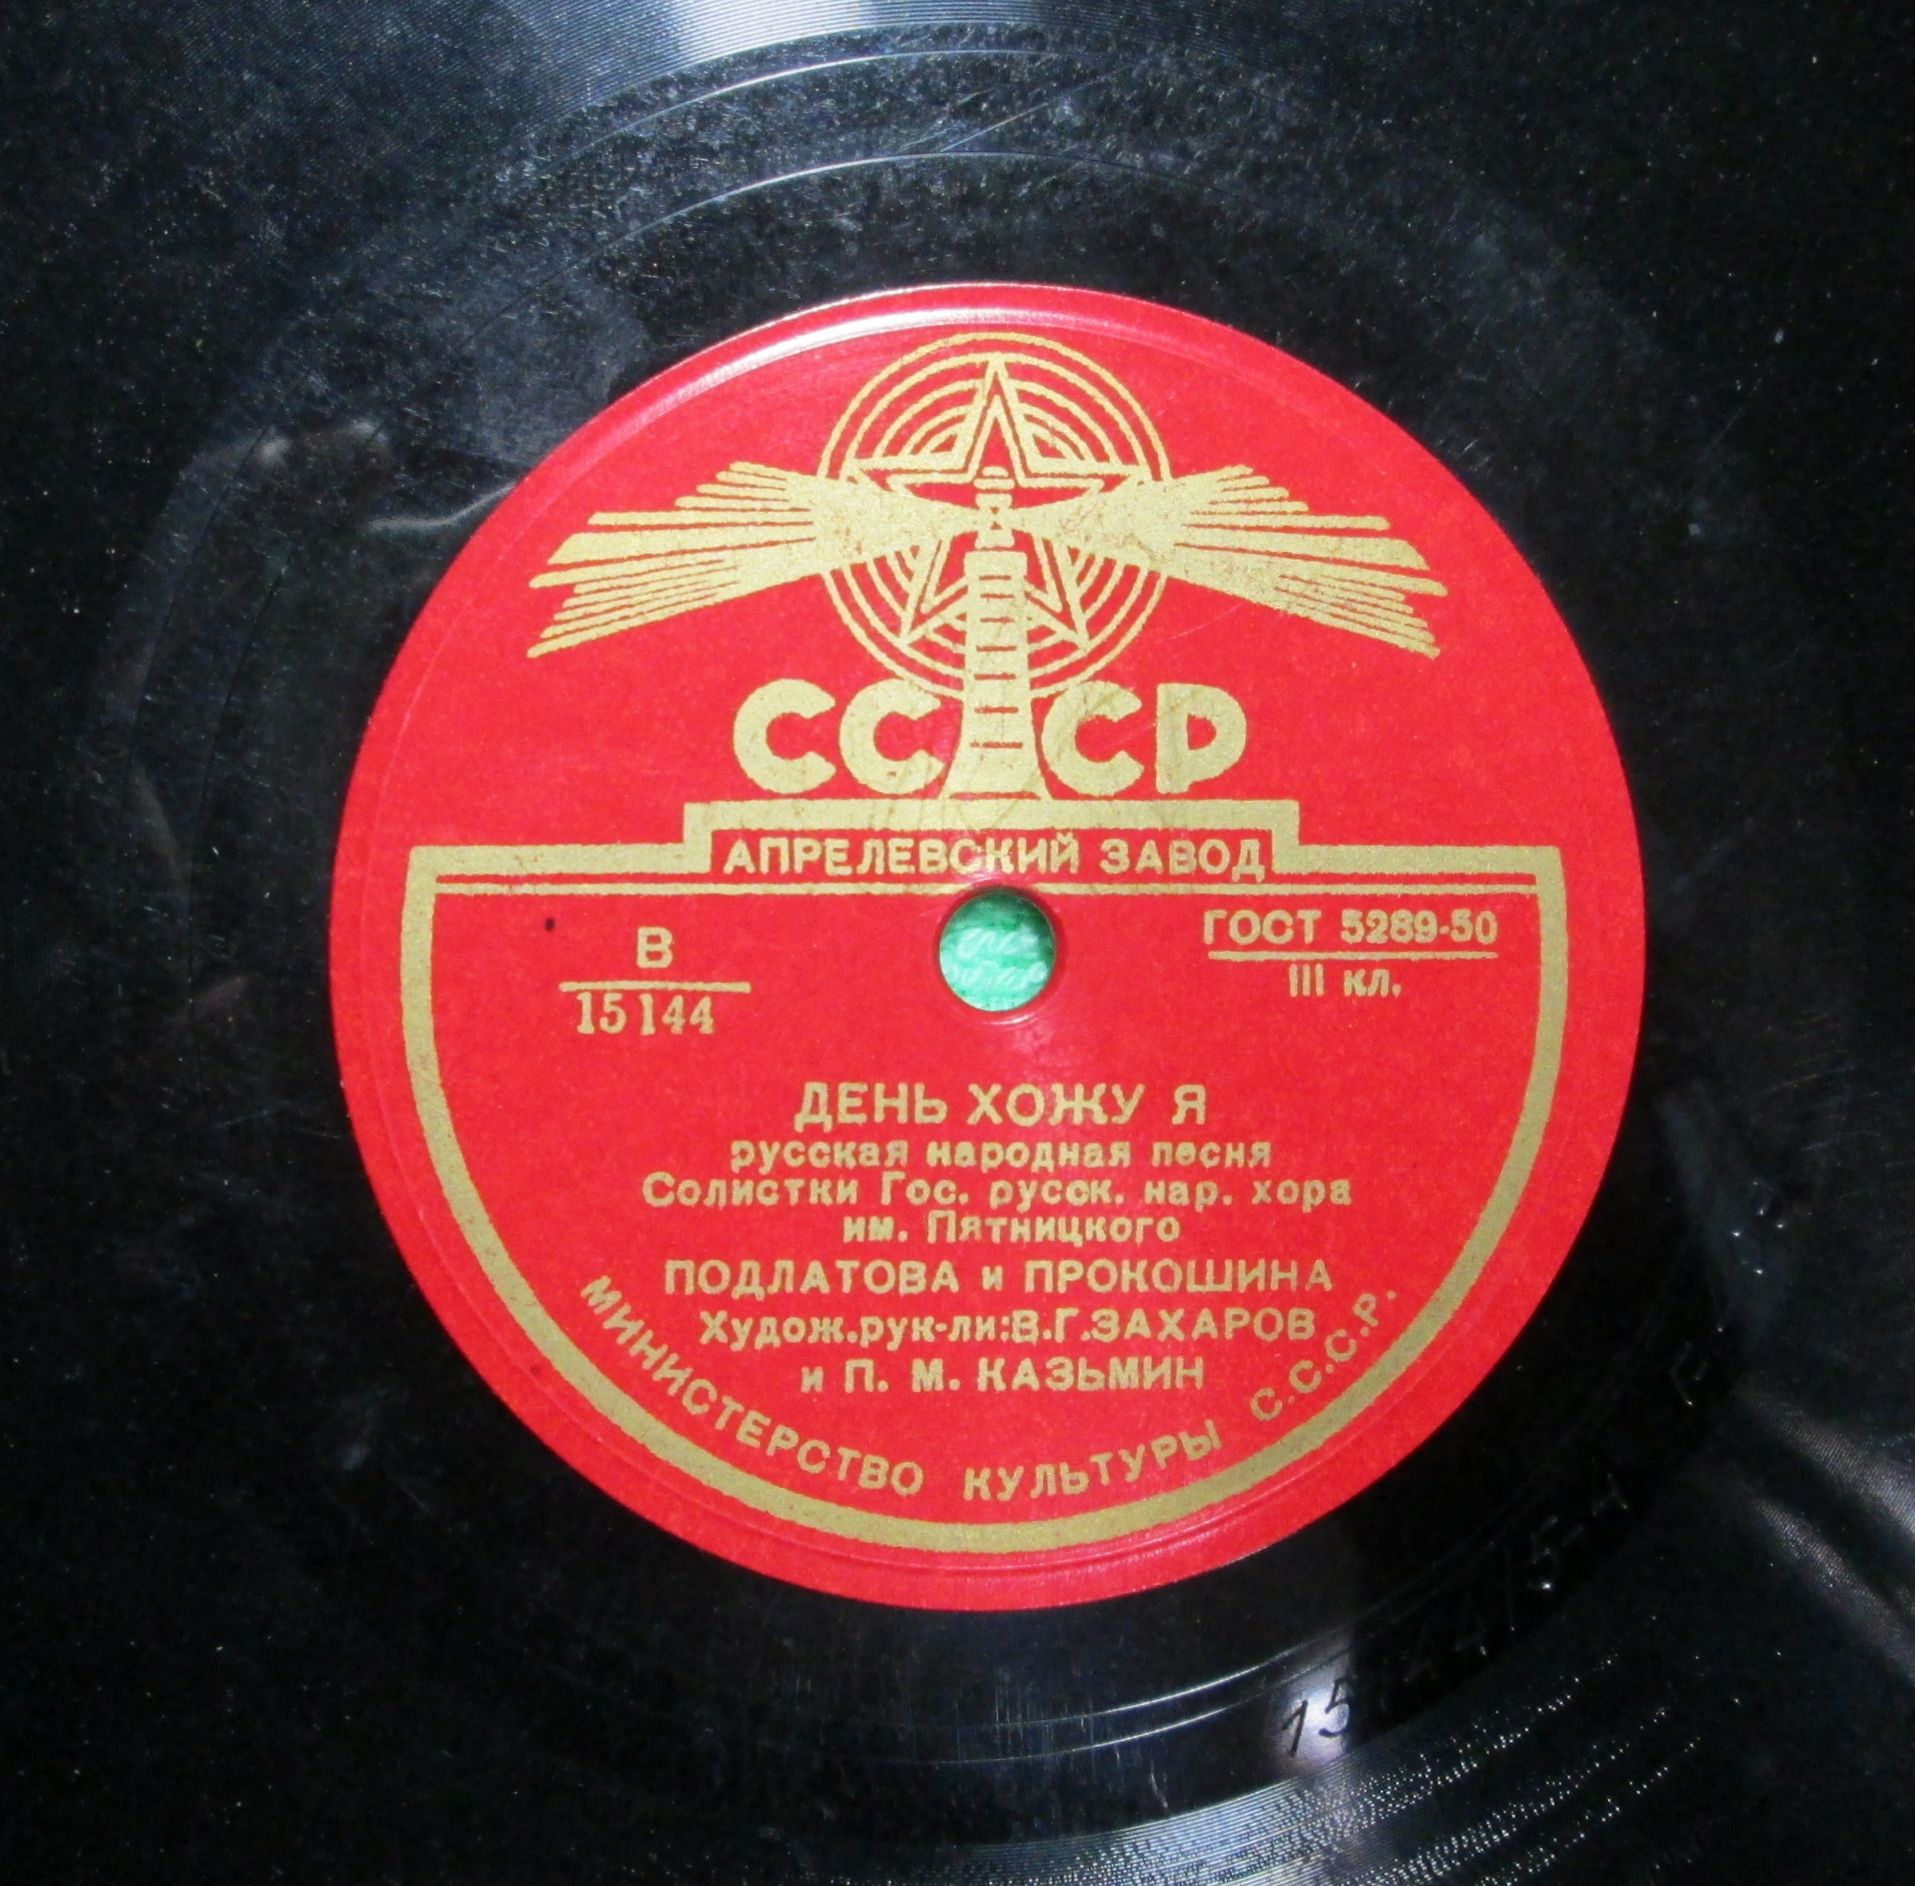 СССР
АПРЕЛЕВСКИЙ ЗАВОД
В
15144
ГОСТ 5289-50
III кл.
ДЕНЬ ХОЖУ Я
русская народная песня
Солистки Гос. русск. нар. хора
им. Пятницкого
ПОДЛАТОВА и ПРОКОШИНА
Худож.рук-ли:В.Г.ЗАХАРОВ
и П. М. КАЗЬМИН
МИНИСТЕРСТВО КУЛЬТУРЫ С.С.С.Р.